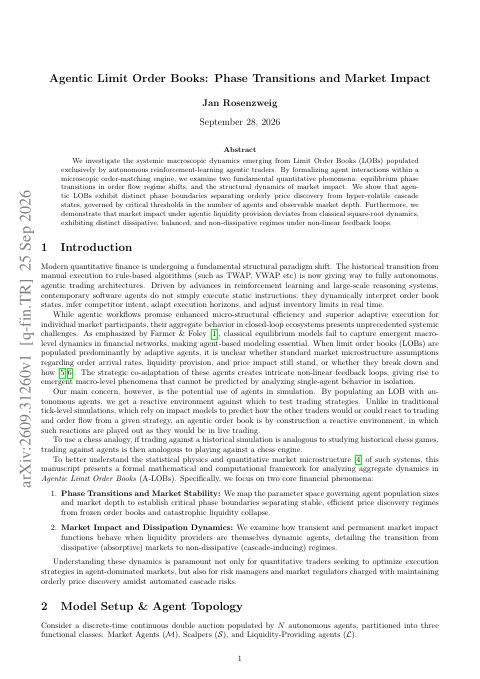 Agentic Limit Order Books: Phase Transitions and Market Impact
Jan Rosenzweig
September 28, 2026
Abstract
We investigate the systemic macroscopic dynamics emerging from Limit Order Books (LOBs) populated
exclusively by autonomous reinforcement-learning agentic traders. By formalizing agent interactions within a
microscopic order-matching engine, we examine two fundamental quantitative phenomena: equilibrium phase
transitions in order flow regime shifts, and the structural dynamics of market impact. We show that agen-
tic LOBs exhibit distinct phase boundaries separating orderly price discovery from hyper-volatile cascade
states, governed by critical thresholds in the number of agents and observable market depth. Furthermore, we
demonstrate that market impact under agentic liquidity provision deviates from classical square-root dynamics,
exhibiting distinct dissipative, balanced, and non-dissipative regimes under non-linear feedback loops.
1 Introduction
Modern quantitative finance is undergoing a fundamental structural paradigm shift. The historical transition from
manual execution to rule-based algorithms (such as TWAP, VWAP etc) is now giving way to fully autonomous,
agentic trading architectures. Driven by advances in reinforcement learning and large-scale reasoning systems,
contemporary software agents do not simply execute static instructions; they dynamically interpret order book
states, infer competitor intent, adapt execution horizons, and adjust inventory limits in real time.
While agentic workflows promise enhanced micro-structural efficiency and superior adaptive execution for
individual market participants, their aggregate behavior in closed-loop ecosystems presents unprecedented systemic
challenges. As emphasized by Farmer & Foley [1], classical equilibrium models fail to capture emergent macro-
level dynamics in financial networks, making agent-based modeling essential. When limit order books (LOBs) are
populated predominantly by adaptive agents, it is unclear whether standard market microstructure assumptions
regarding order arrival rates, liquidity provision, and price impact still stand, or whether they break down and
how [5][6]. The strategic co-adaptation of these agents creates intricate non-linear feedback loops, giving rise to
emergent macro-level phenomena that cannot be predicted by analyzing single-agent behavior in isolation.
Our main concern, however, is the potential use of agents in simulation. By populating an LOB with au-
tonomous agents, we get a reactive environment against which to test trading strategies. Unlike in traditional
tick-level simulations, which rely on impact models to predict how the other traders would or could react to trading
and order flow from a given strategy, an agentic order book is by construction a reactive environment, in which
such reactions are played out as they would be in live trading.
To use a chess analogy, if trading against a historical simulation is analogous to studying historical chess games,
trading against agents is then analogous to playing against a chess engine.
To better understand the statistical physics and quantitative market microstructure [4] of such systems, this
manuscript presents a formal mathematical and computational framework for analyzing aggregate dynamics in
Agentic Limit Order Books (A-LOBs). Specifically, we focus on two core financial phenomena:
1. Phase Transitions and Market Stability: We map the parameter space governing agent population sizes
and market depth to establish critical phase boundaries separating stable, efficient price discovery regimes
from frozen order books and catastrophic liquidity collapse.
2. Market Impact and Dissipation Dynamics: We examine how transient and permanent market impact
functions behave when liquidity providers are themselves dynamic agents, detailing the transition from
dissipative (absorptive) markets to non-dissipative (cascade-inducing) regimes.
Understanding these dynamics is paramount not only for quantitative traders seeking to optimize execution
strategies in agent-dominated markets, but also for risk managers and market regulators charged with maintaining
orderly price discovery amidst automated cascade risks.
2 Model Setup & Agent Topology
Consider a discrete-time continuous double auction populated by N autonomous agents, partitioned into three
functional classes: Market Agents (M), Scalpers (S), and Liquidity-Providing agents (L).
1
arXiv:2609.31260v1 [q-fin.TR] 25 Sep 2026